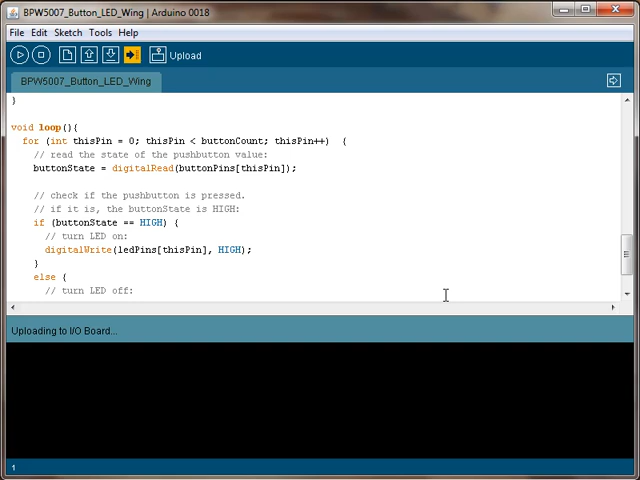 BPW5007_Button_LED_Wing | Arduino 0018
File Edit Sketch Tools Help
Upload
BPW5007_Button_LED_Wing
}
void loop(){
for (int thisPin = 0; thisPin < buttonCount; thisPin++) {
// read the state of the pushbutton value:
buttonState = digitalRead(buttonPins[thisPin]);
// check if the pushbutton is pressed.
// if it is, the buttonState is HIGH:
if (buttonState == HIGH) {
// turn LED on:
digitalWrite(ledPins[thisPin], HIGH);
}
else {
// turn LED off:
Uploading to I/O Board...
1